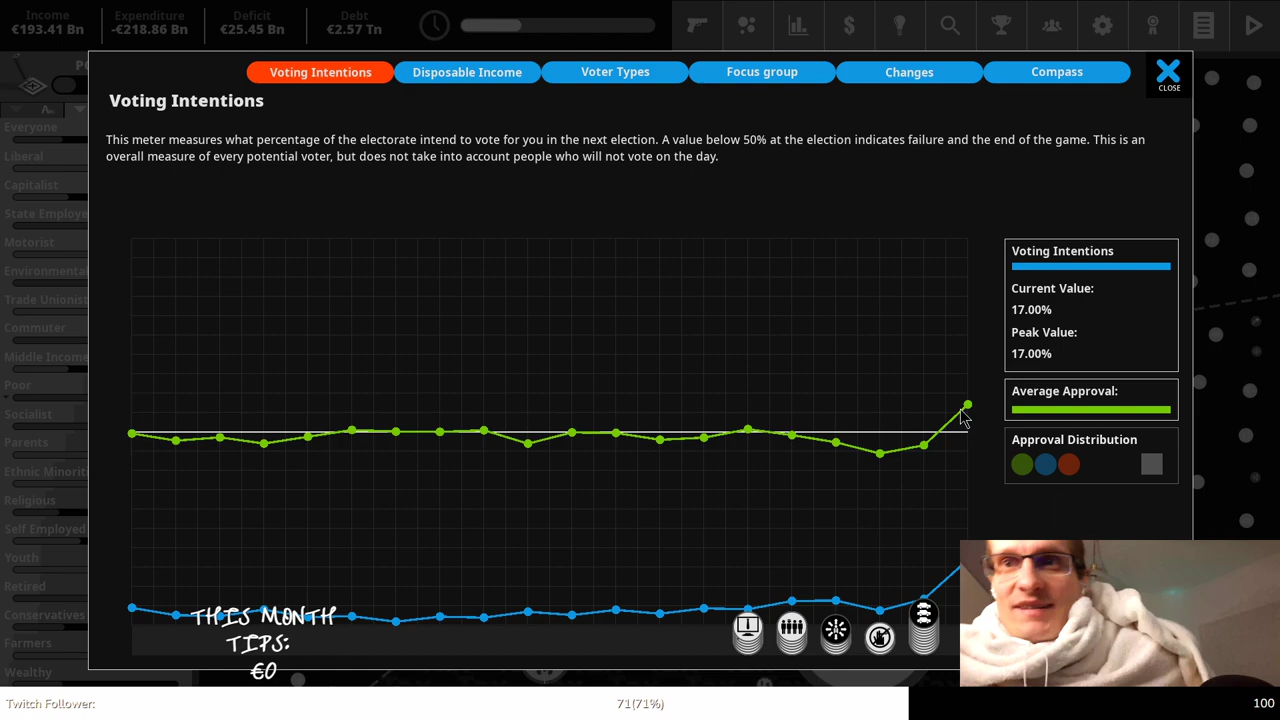 Income
€193.41 Bn
Expenditure
-€218.86 Bn
Deficit
€25.45 Bn
Debt
€2.57 Tn
Voting Intentions
Disposable Income
Voter Types
Focus group
Changes
Compass
CLOSE
Voting Intentions
This meter measures what percentage of the electorate intend to vote for you in the next election. A value below 50% at the election indicates failure and the end of the game. This is an
overall measure of every potential voter, but does not take into account people who will not vote on the day.
Everyone
Liberal
Capitalist
State Employe
Motorist
Environmenta
Trade Unionist
Commuter
Middle Income
Poor
Socialist
Parents
Ethnic Minoriti
Religious
Self Employed
Youth
Retired
Conservatives
Farmers
Wealthy
Voting Intentions
Current Value:
17.00%
Peak Value:
17.00%
Average Approval:
Approval Distribution
THIS MONTH
TIPS:
€0
Twitch Follower:
71(71%)
100